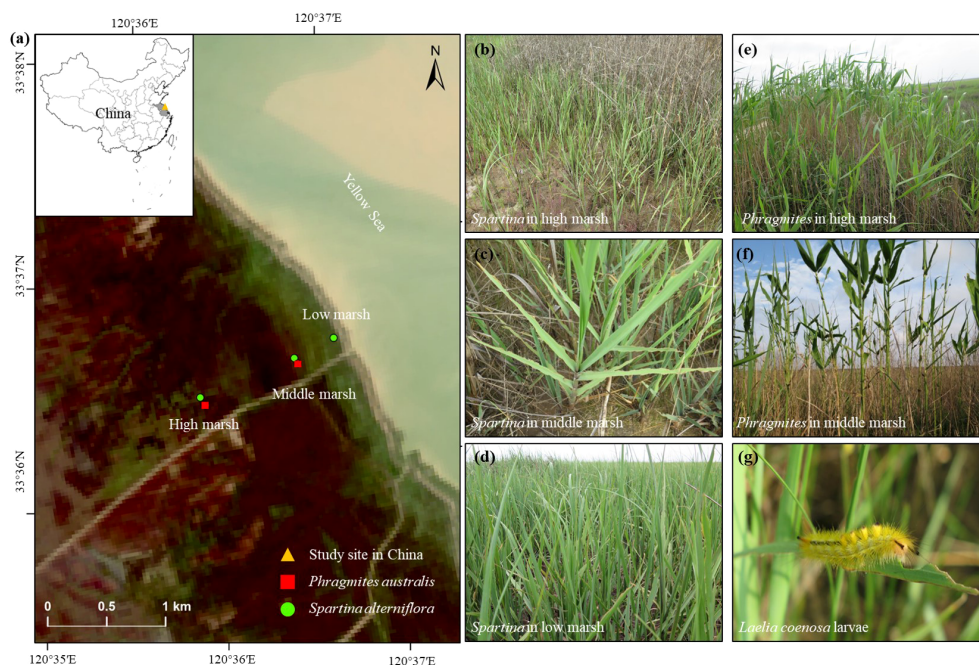 120°36'E
120°37'E
(a)
33°38'N
China
N
Yellow Sea
33°37'N
Low marsh
Middle marsh
High marsh
33°36'N
Study site in China
Phragmites australis
Spartina alterniflora
0 0.5 1 km
120°35'E
120°36'E
120°37'E
(b)
Spartina in high marsh
(c)
Spartina in middle marsh
(d)
Spartina in low marsh
(e)
Phragmites in high marsh
(f)
Phragmites in middle marsh
(g)
Laelia coenosa larvae